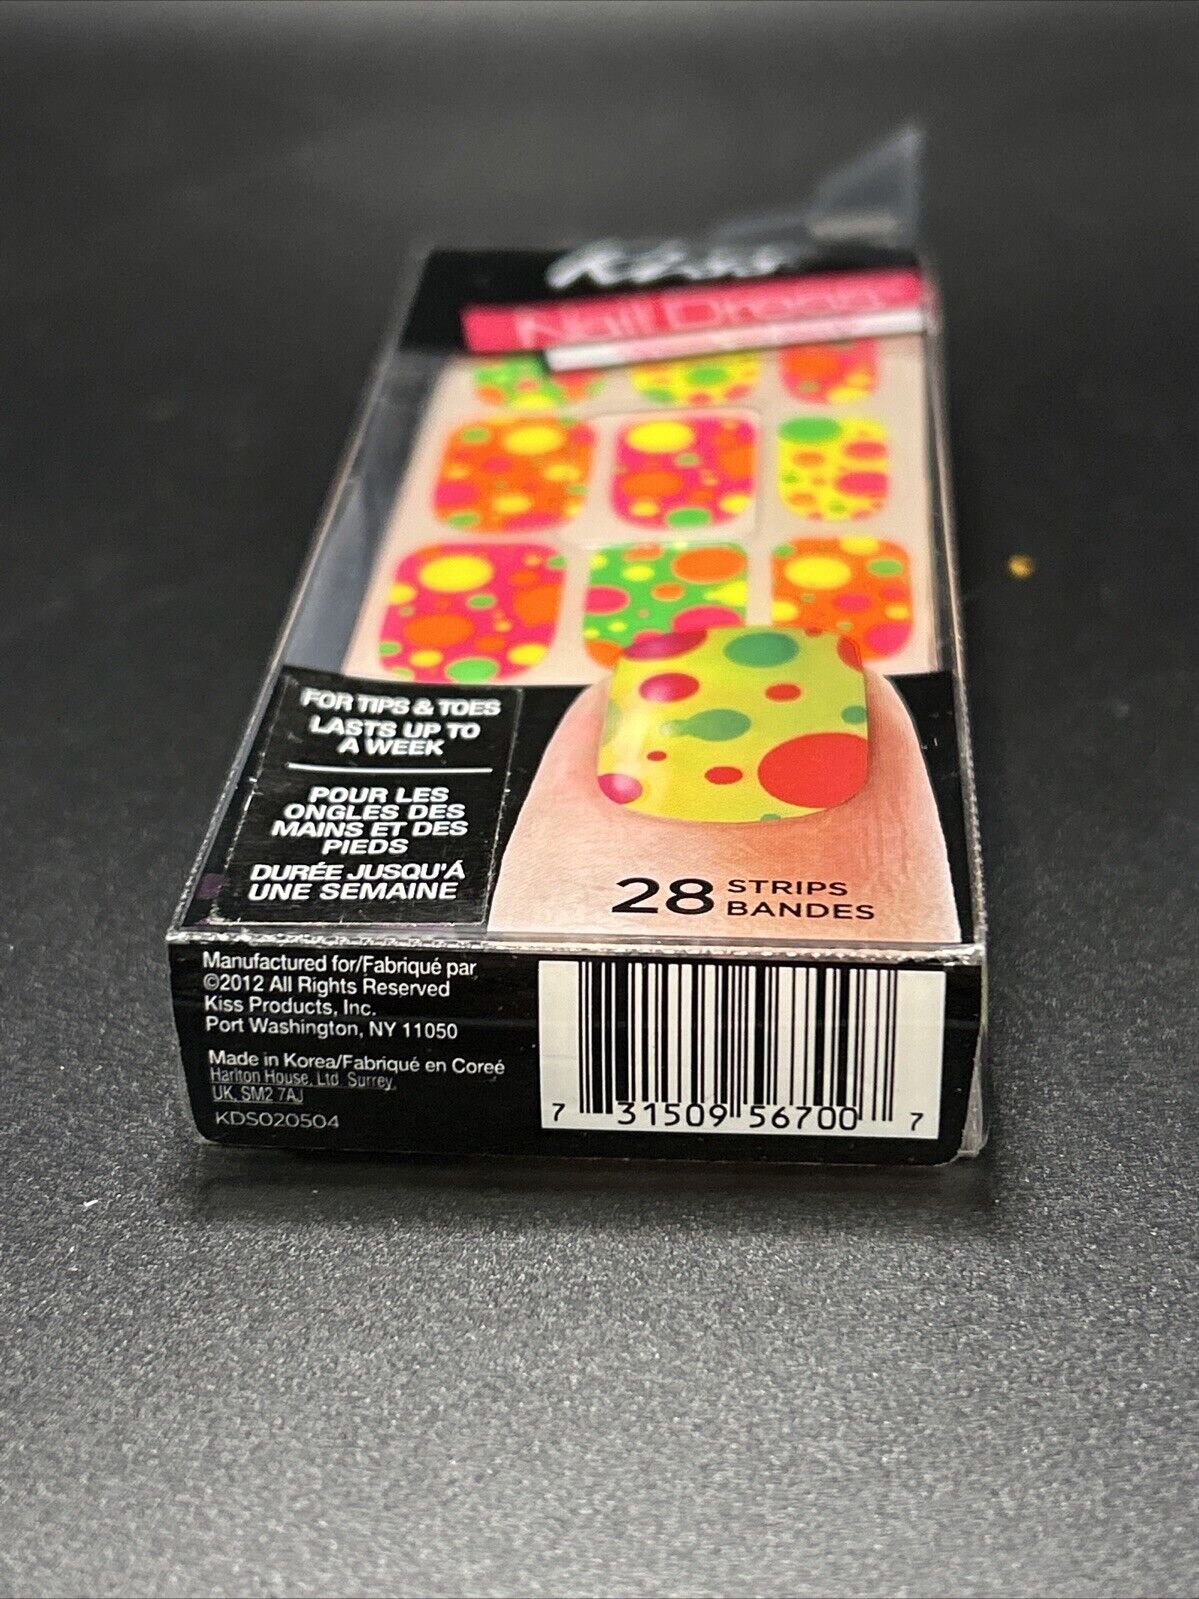 Kiss
Nail Dress
FOR TIPS & TOES
LASTS UP TO
A WEEK
POUR LES
ONGLES DES
MAINS ET DES
PIEDS
DURÉE JUSQU'Á
UNE SEMAINE
28 STRIPS
BANDES
Manufactured for/Fabriqué par
©2012 All Rights Reserved
Kiss Products, Inc.
Port Washington, NY 11050
Made in Korea/Fabriqué en Coreé
Harlton House, Ltd. Surrey,
UK, SM2 7AJ
KDS020504
7 31509 56700 7